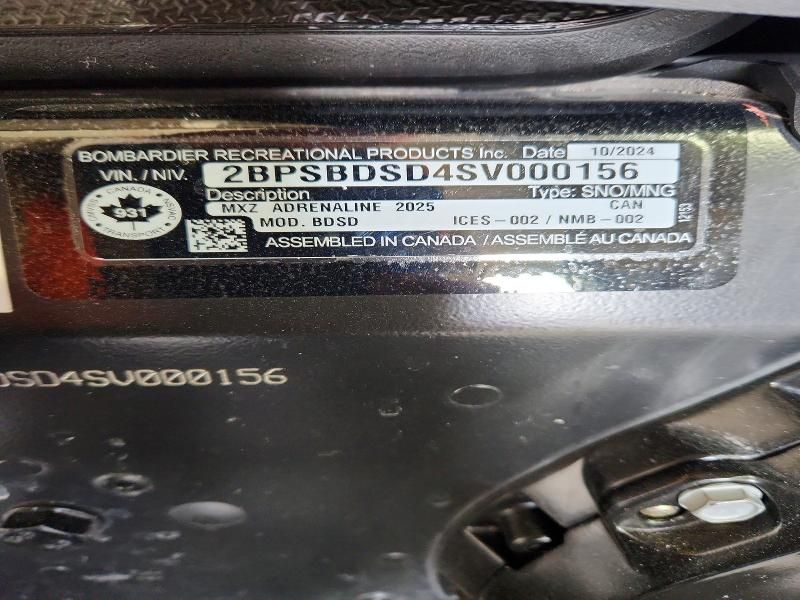 BOMBARDIER RECREATIONAL PRODUCTS Inc. Date 10/2024
VIN. / NIV. 2BPSBDSD4SV000156
Description Type: SNO/MNG
MXZ ADRENALINE 2025 CAN
MOD. BDSD ICES-002 / NMB-002
CANADA
931
TRANSPORT
ASSEMBLED IN CANADA / ASSEMBLÉ AU CANADA
DSD4SV000156